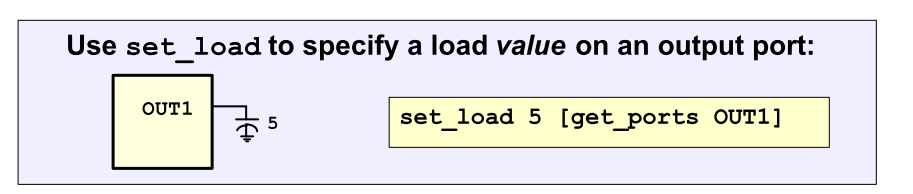 Use set_load to specify a load value on an output port:
OUT1
5
set_load 5 [get_ports OUT1]